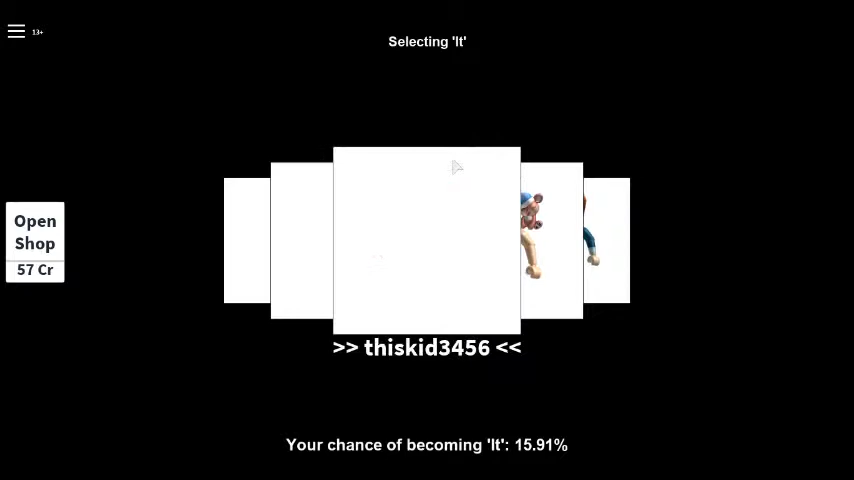 13+
Selecting 'It'
Open
Shop
57 Cr
>> thiskid3456 <<
Your chance of becoming 'It': 15.91%